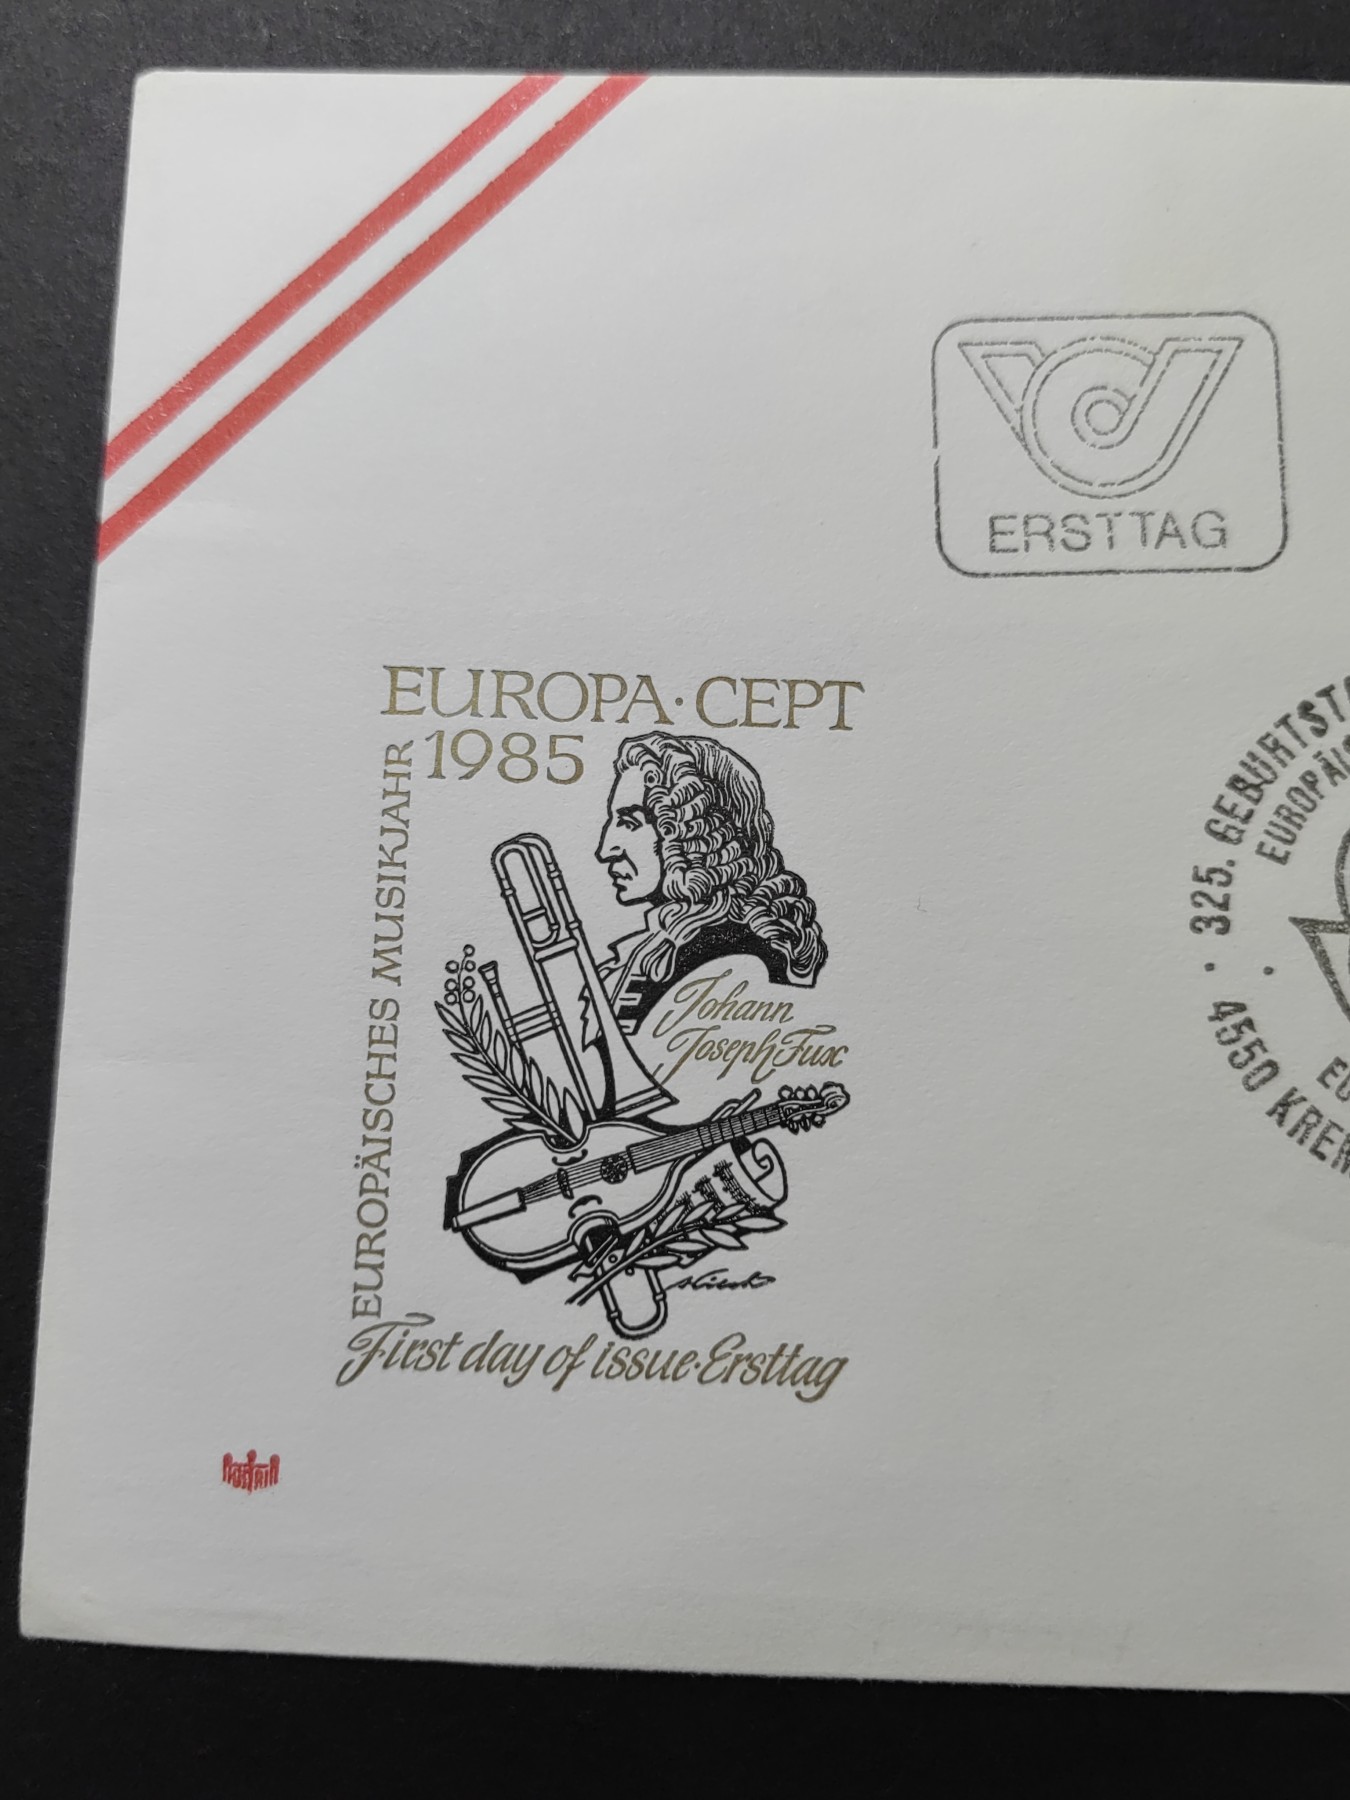 ERSTTAG
EUROPA·CEPT
1985
EUROPÄISCHES MUSIKJAHR
Johann
Joseph Fux
First day of issue·Ersttag
· 325. GEBURTST
EUROPÄIS
4550 KREM
EU